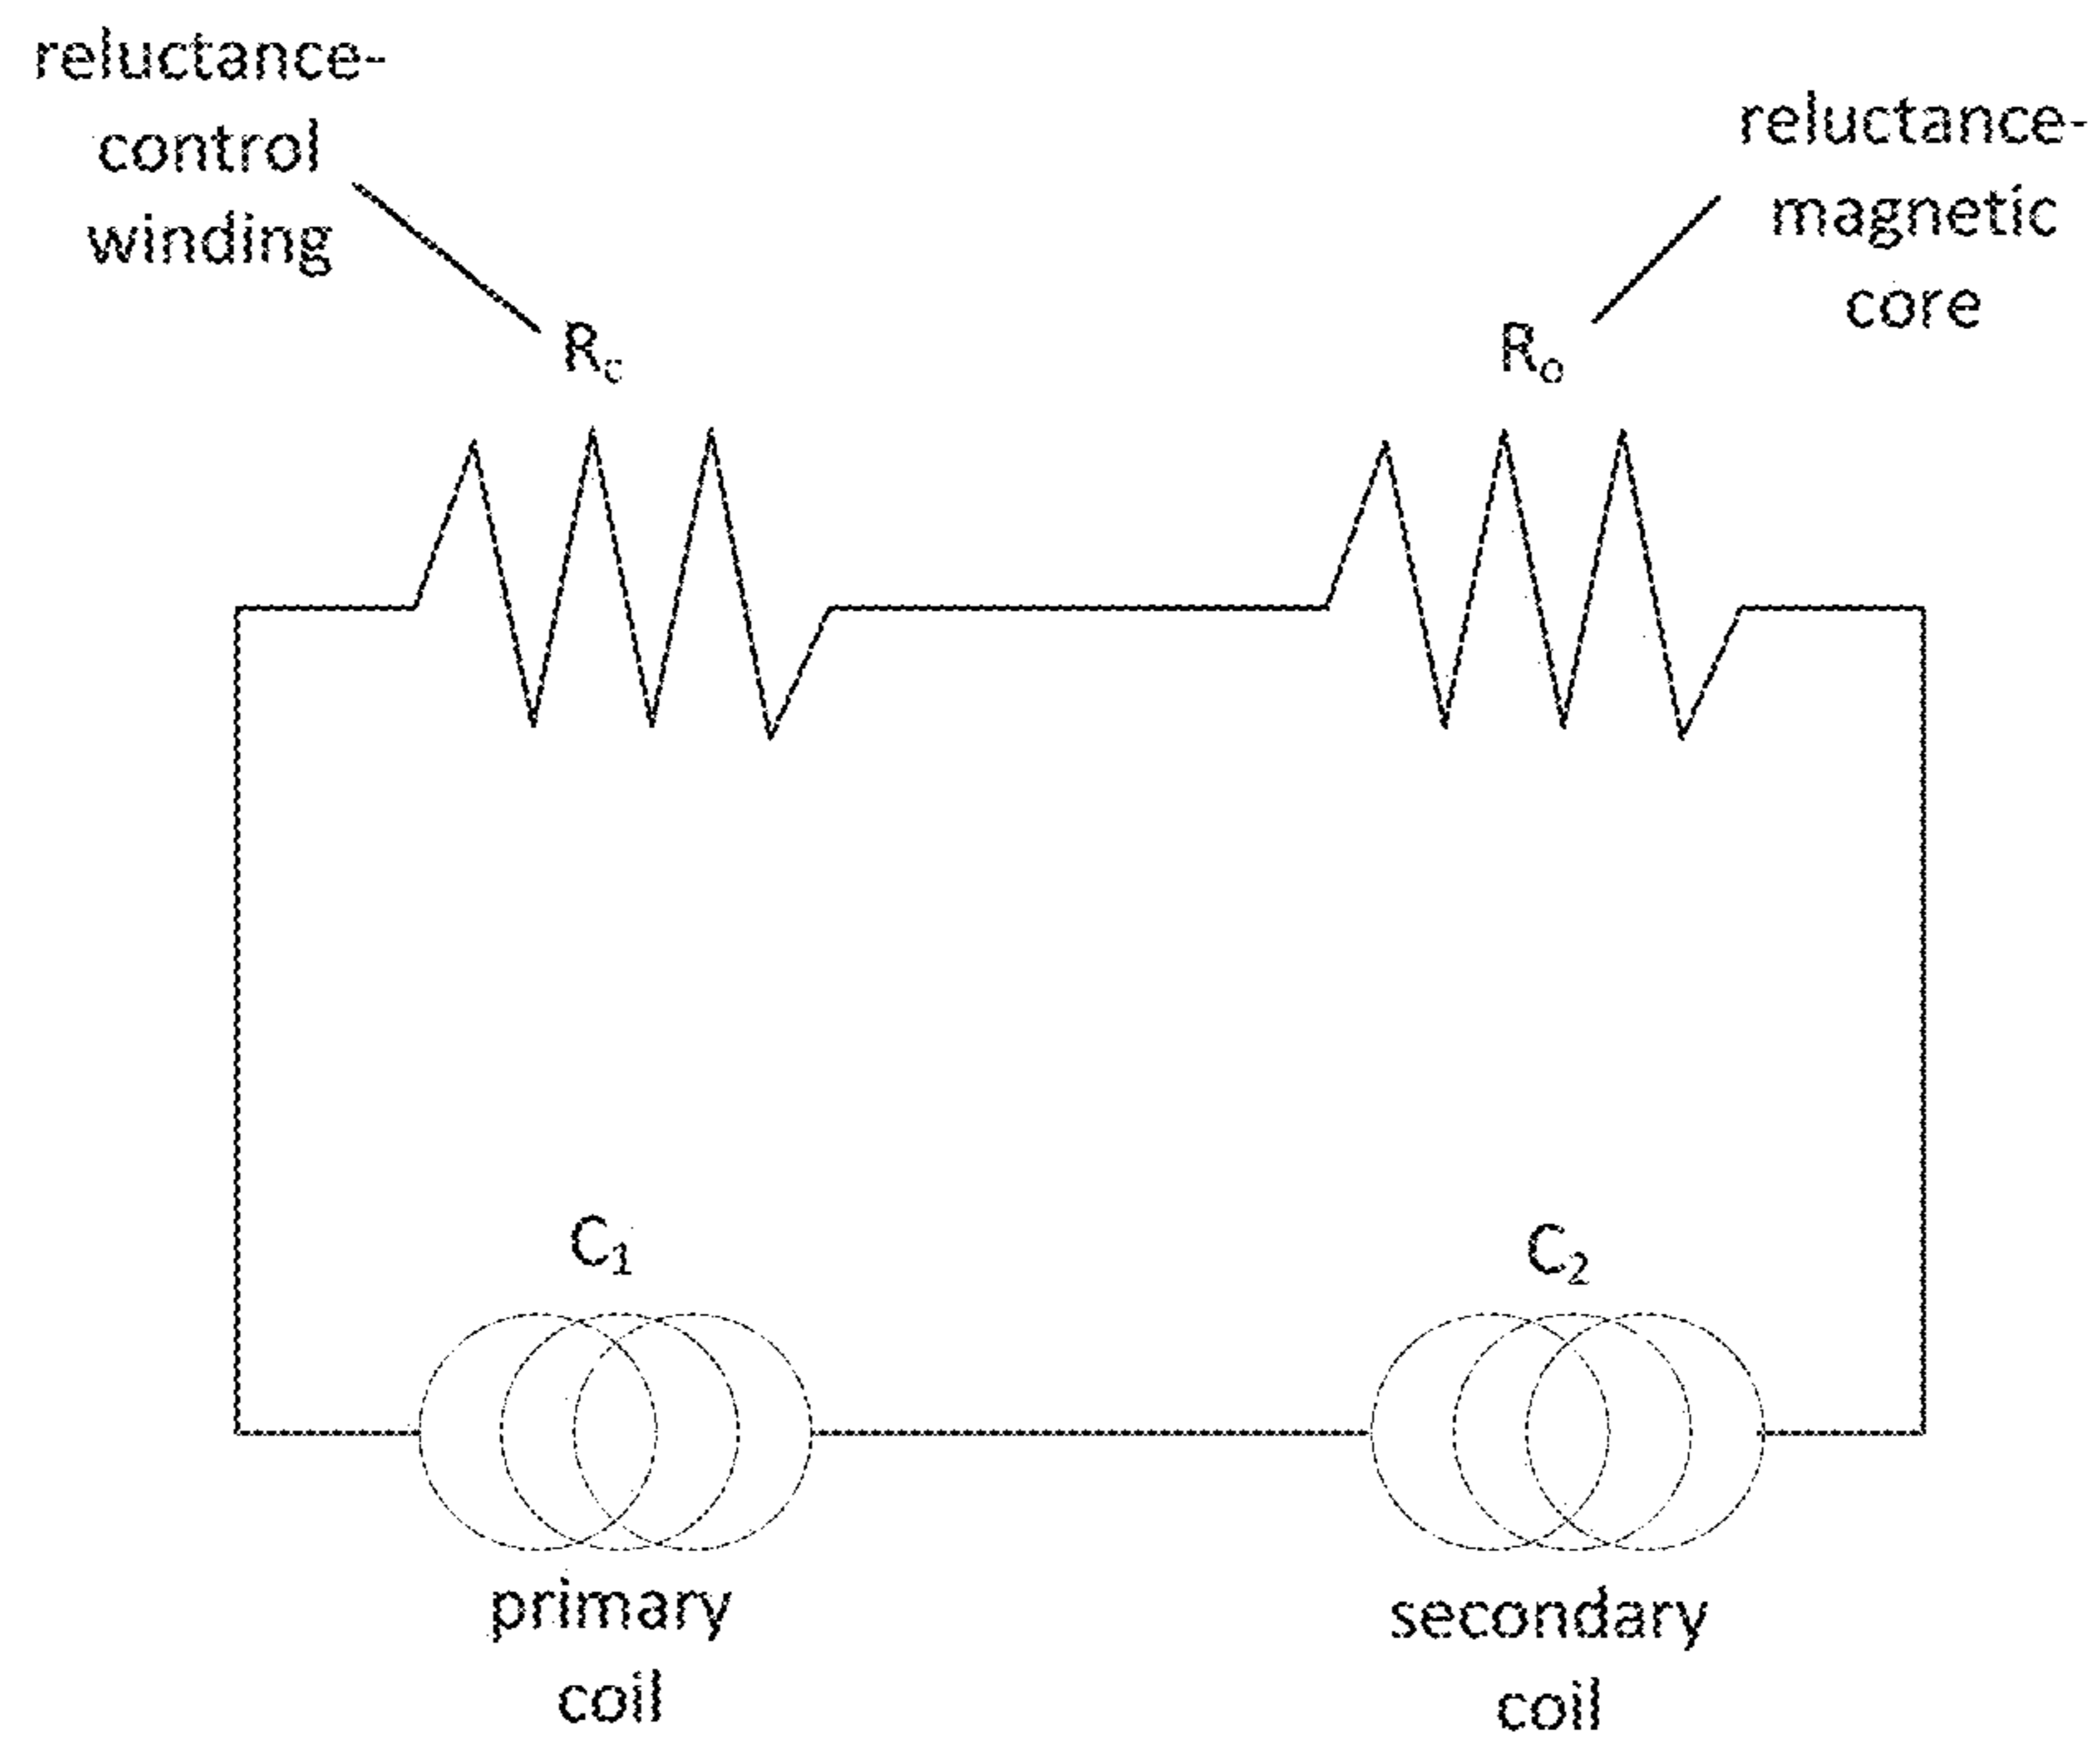 reluctance-
control
winding
reluctance-
magnetic
core
Rc
Ro
C1
C2
primary
coil
secondary
coil